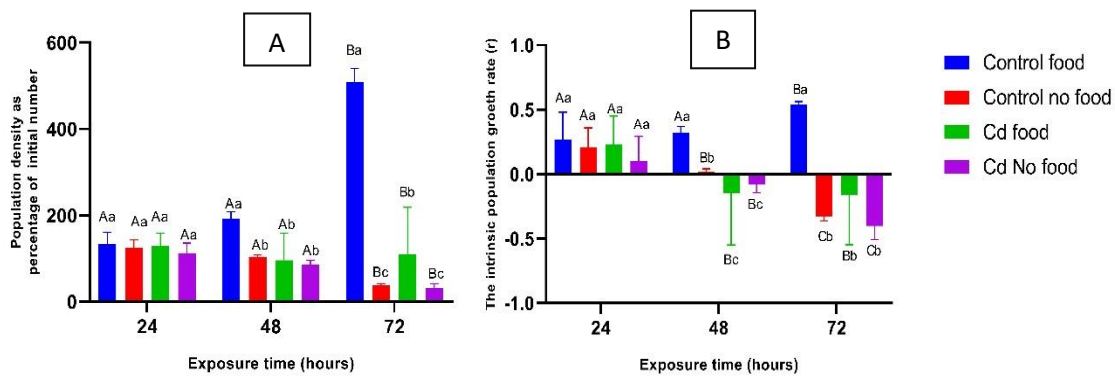 A
Population density as
percentage of initial number
600
400
200
0
Aa
Aa
Aa
Aa
Aa
Ab
Ab
Ab
Ba
Bc
Bb
Bc
24
48
72
Exposure time (hours)
B
The intrinsic population groeth rate (r)
1.0
0.5
0.0
-0.5
-1.0
Aa
Aa
Aa
Aa
Aa
Bb
Bc
Bc
Ba
Cb
Bb
Cb
24
48
72
Exposure time (hours)
Control food
Control no food
Cd food
Cd No food